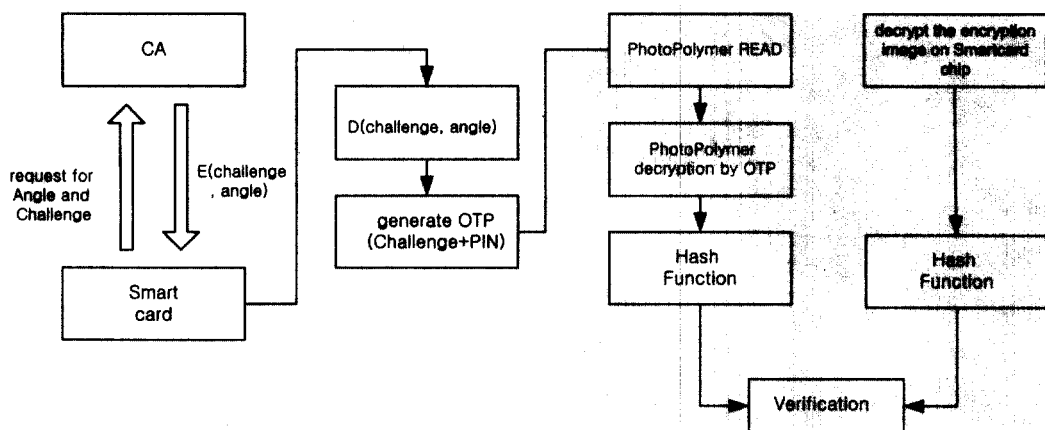 CA
request for
Angle and
Challenge
E(challenge
, angle)
Smart
card
D(challenge, angle)
generate OTP
(Challenge+PIN)
PhotoPolymer READ
PhotoPolymer
decryption by OTP
Hash
Function
decrypt the encryption
image on Smartcard
chip
Hash
Function
Verification